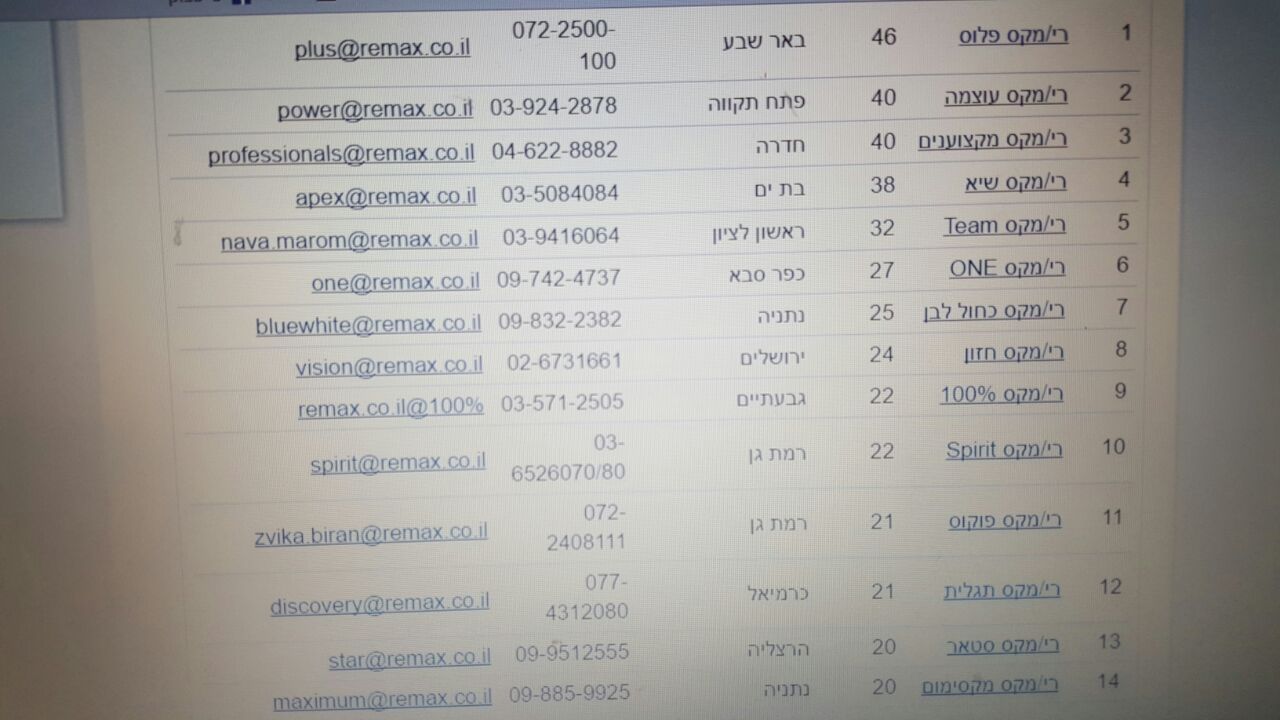 1 רי/מקס פלוס 46 באר שבע 072-2500-
100 plus@remax.co.il
2 רי/מקס עוצמה 40 פתח תקווה 03-924-2878 power@remax.co.il
3 רי/מקס מקצוענים 40 חדרה 04-622-8882 professionals@remax.co.il
4 רי/מקס שיא 38 בת ים 03-5084084 apex@remax.co.il
5 רי/מקס Team 32 ראשון לציון 03-9416064 nava.marom@remax.co.il
6 רי/מקס ONE 27 כפר סבא 09-742-4737 one@remax.co.il
7 רי/מקס כחול לבן 25 נתניה 09-832-2382 bluewhite@remax.co.il
8 רי/מקס חזון 24 ירושלים 02-6731661 vision@remax.co.il
9 רי/מקס 100% 22 גבעתיים 03-571-2505 remax.co.il@100%
10 רי/מקס Spirit 22 רמת גן 03-
6526070/80 spirit@remax.co.il
11 רי/מקס פוקוס 21 רמת גן 072-
2408111 zvika.biran@remax.co.il
12 רי/מקס תגלית 21 כרמיאל 077-
4312080 discovery@remax.co.il
13 רי/מקס סטאר 20 הרצליה 09-9512555 star@remax.co.il
14 רי/מקס מקסימום 20 נתניה 09-885-9925 maximum@remax.co.il